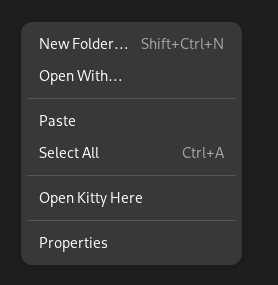 New Folder… Shift+Ctrl+N
Open With…
Paste
Select All Ctrl+A
Open Kitty Here
Properties